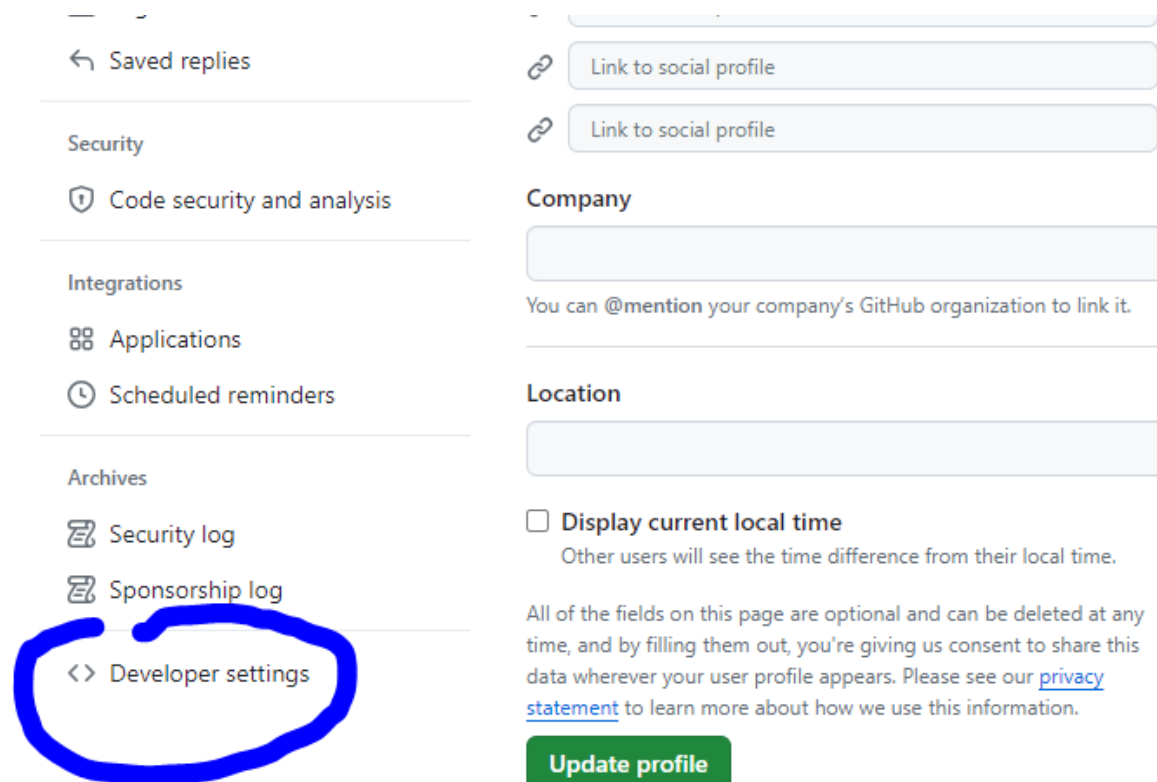 Saved replies
Security
Code security and analysis
Integrations
Applications
Scheduled reminders
Archives
Security log
Sponsorship log
Developer settings
Link to social profile
Link to social profile
Company
You can @mention your company's GitHub organization to link it.
Location
Display current local time
Other users will see the time difference from their local time.
All of the fields on this page are optional and can be deleted at any
time, and by filling them out, you're giving us consent to share this
data wherever your user profile appears. Please see our privacy
statement to learn more about how we use this information.
Update profile